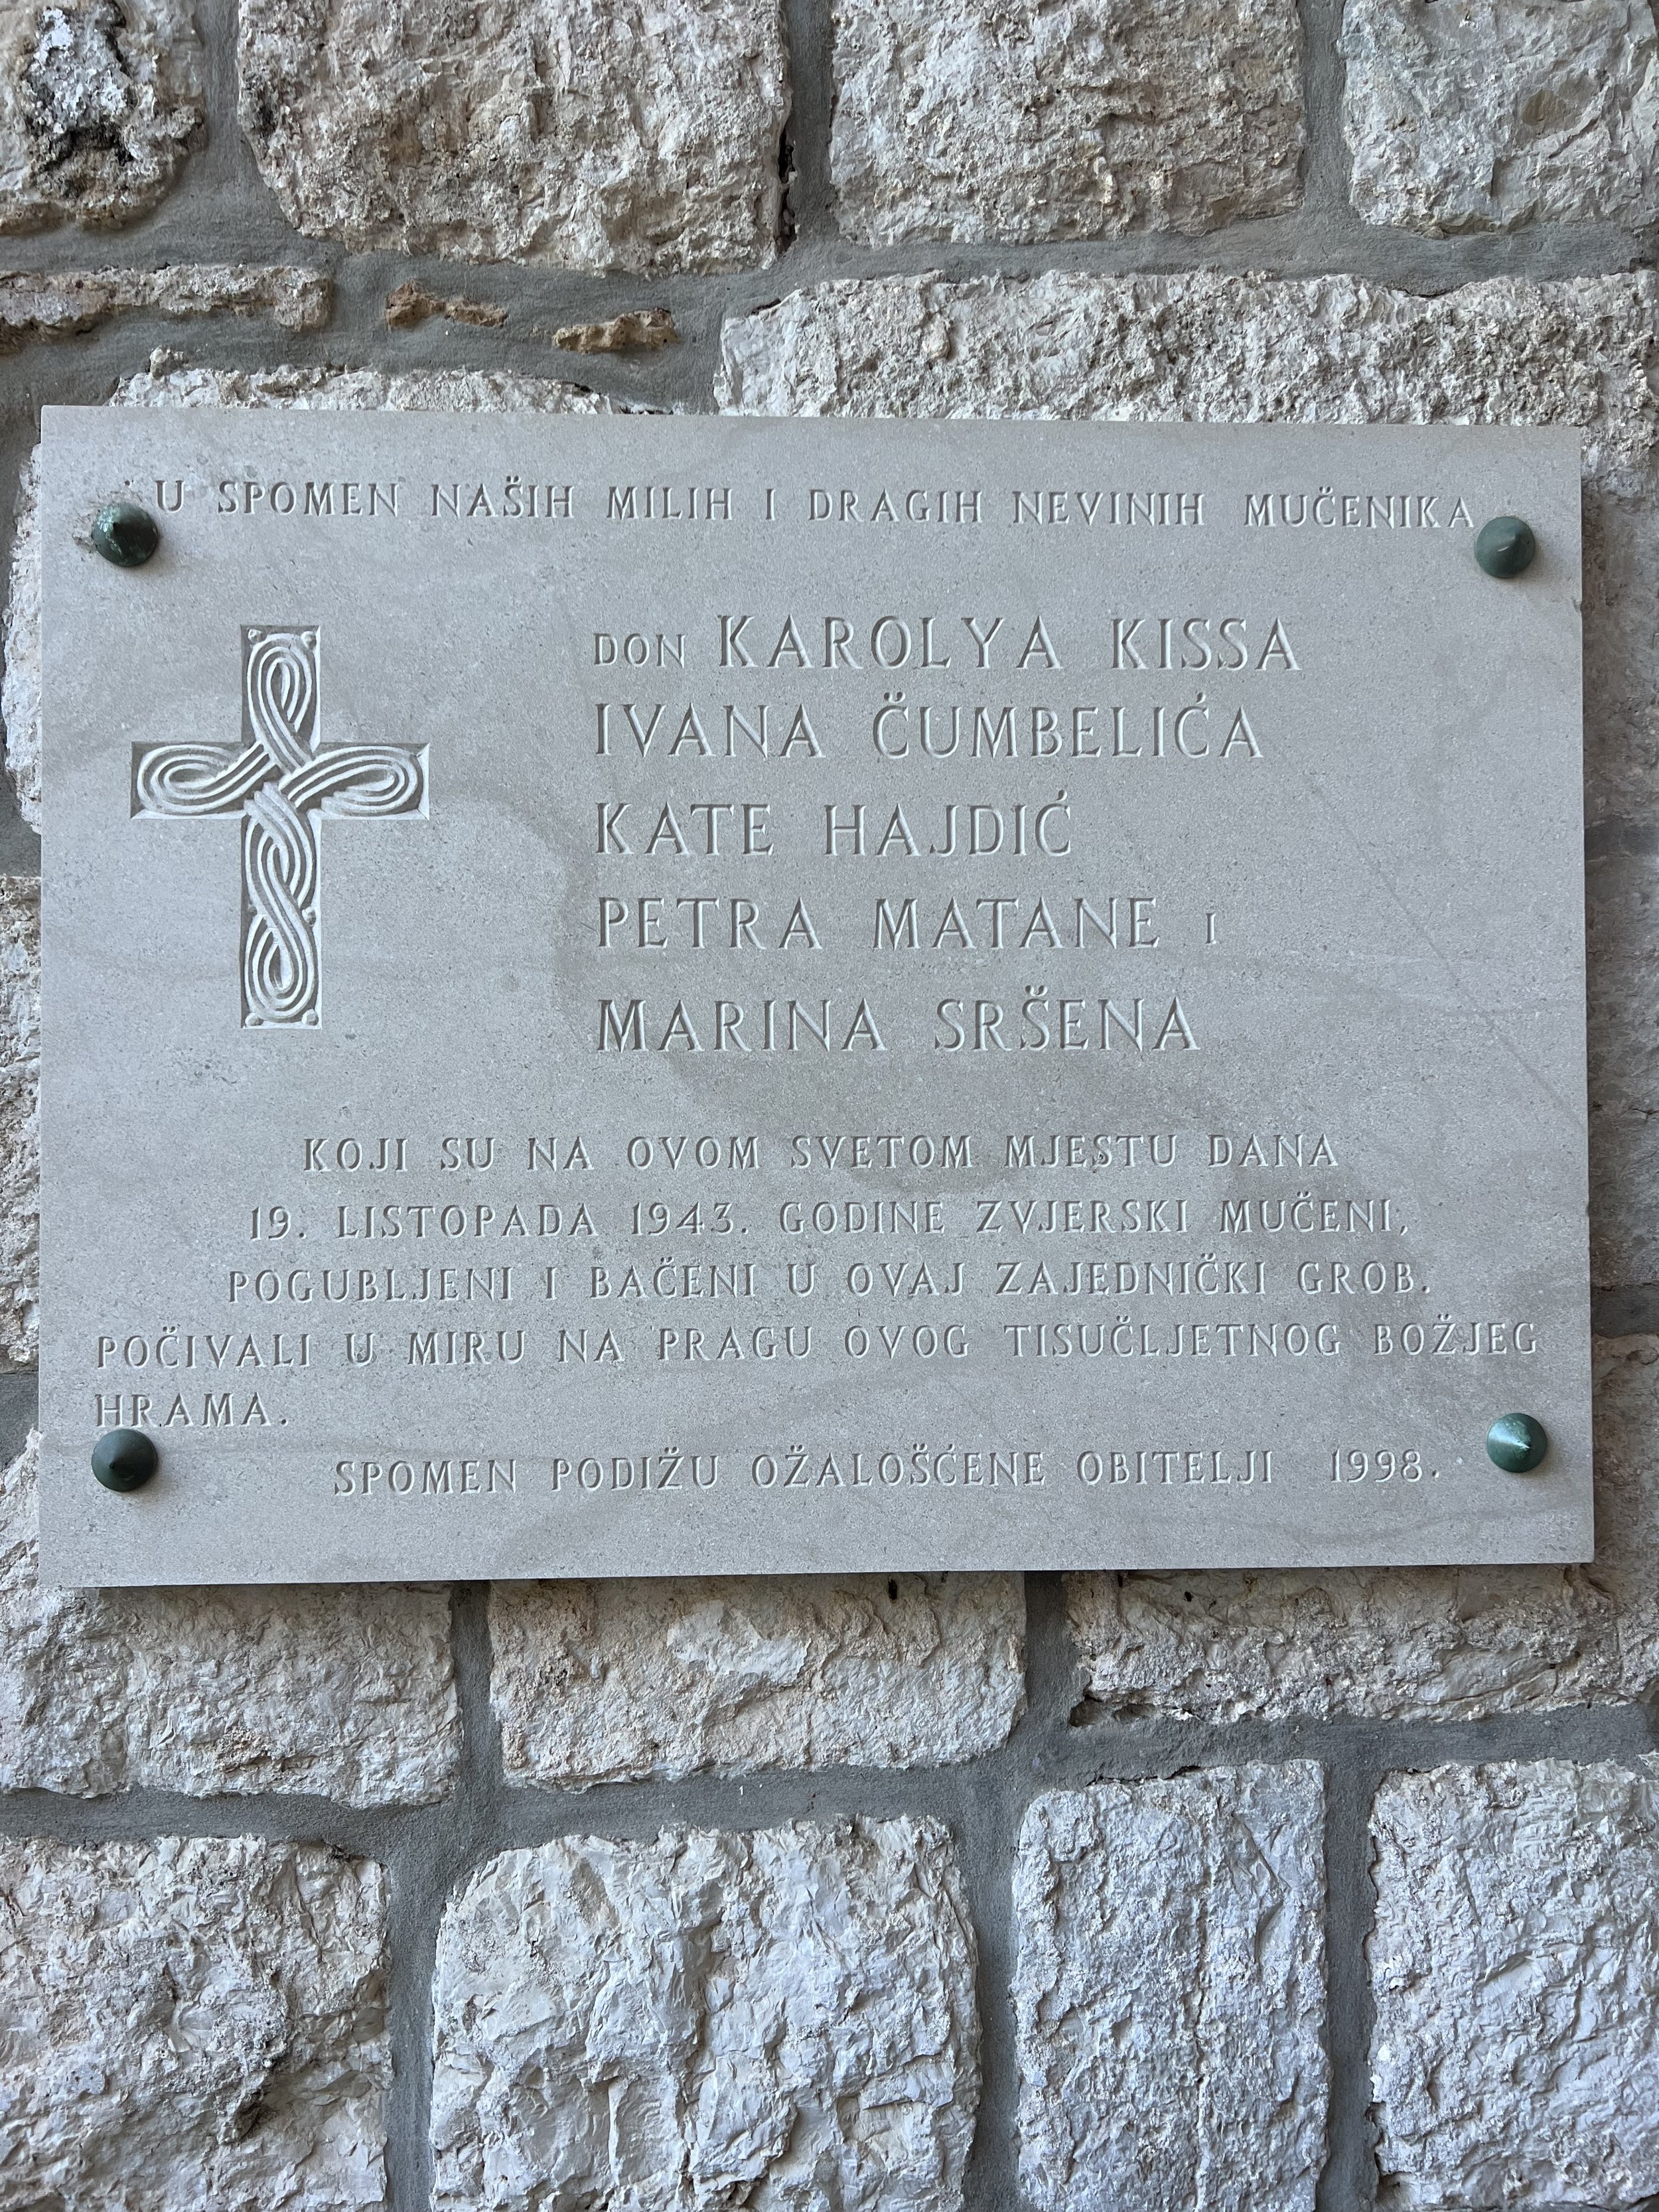 U SPOMEN NAŠIH MILIH I DRAGIH NEVINIH MUČENIKA
DON KAROLYA KISSA
IVANA ČUMBELIĆA
KATE HAJDIĆ
PETRA MATANE I
MARINA SRŠENA
KOJI SU NA OVOM SVETOM MJESTU DANA
19. LISTOPADA 1943. GODINE ZVJERSKI MUČENI,
POGUBLJENI I BAČENI U OVAJ ZAJEDNIČKI GROB.
POČIVALI U MIRU NA PRAGU OVOG TISUČLJETNOG BOŽJEG
HRAMA.
SPOMEN PODIŽU OŽALOŠĆENE OBITELJI 1998.